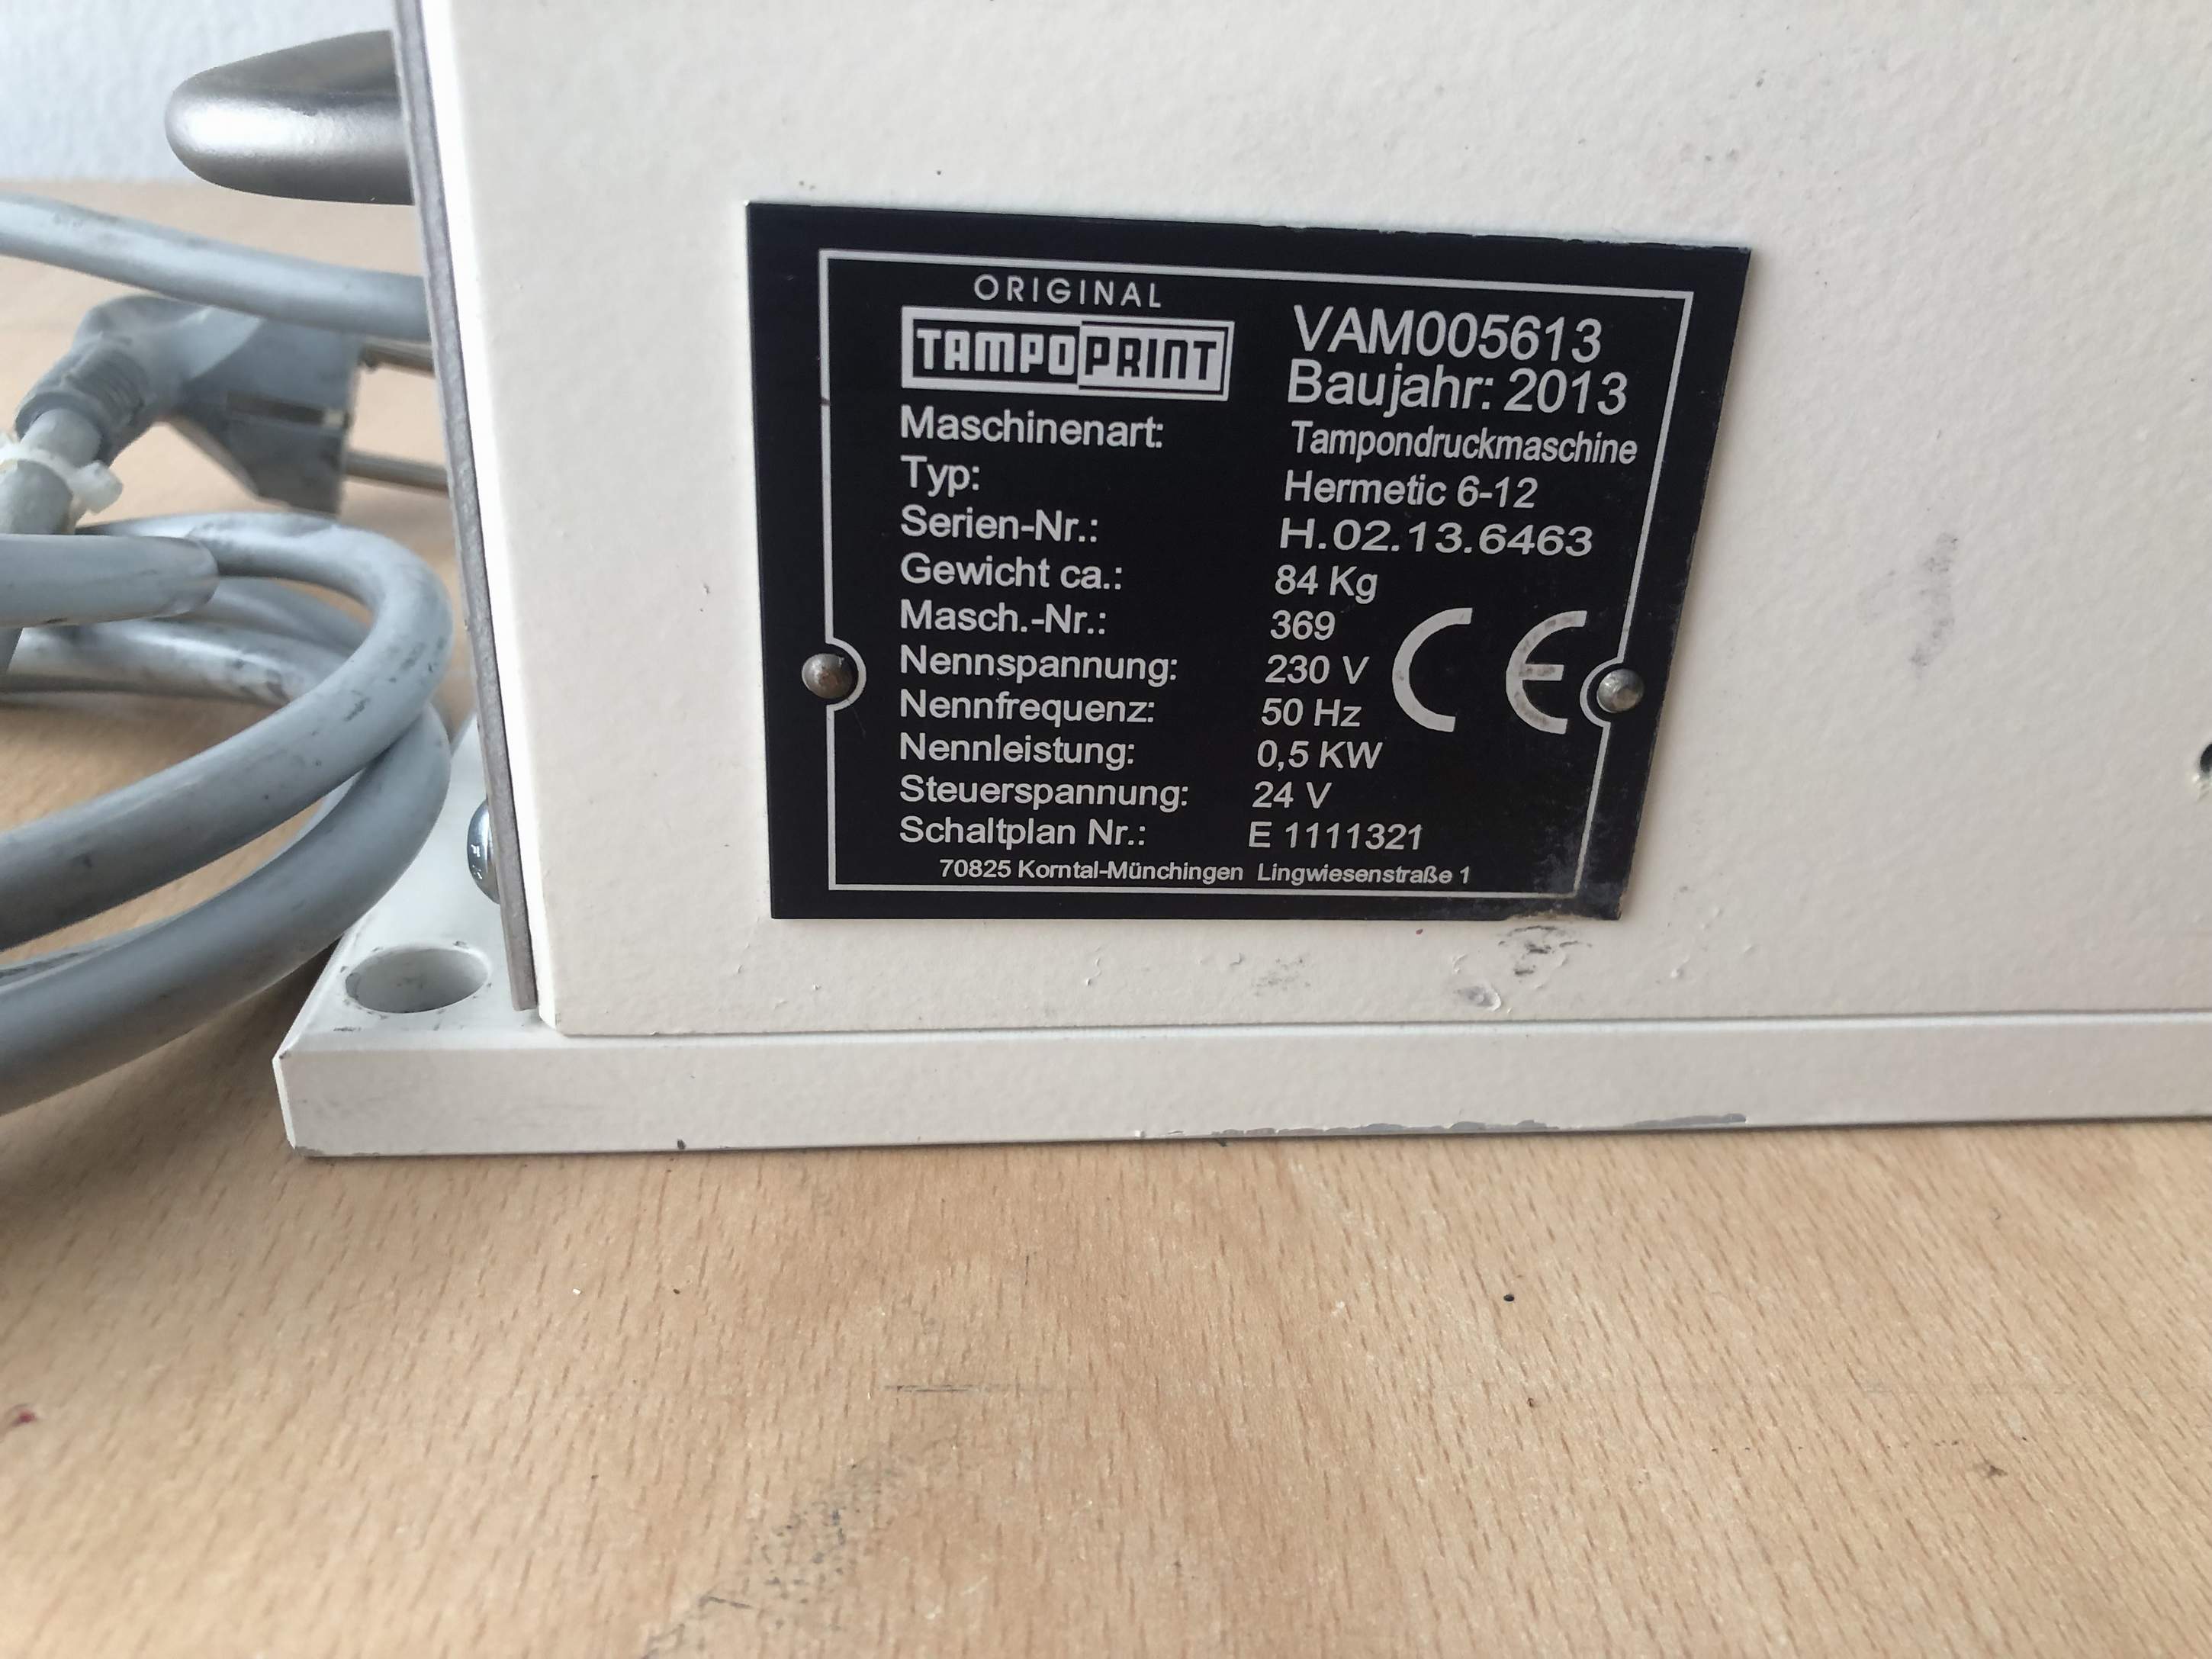 ORIGINAL
TAMPOPRINT
VAM005613
Baujahr: 2013
Maschinenart: Tampondruckmaschine
Typ: Hermetic 6-12
Serien-Nr.: H.02.13.6463
Gewicht ca.: 84 Kg
Masch.-Nr.: 369
Nennspannung: 230 V
Nennfrequenz: 50 Hz
Nennleistung: 0,5 KW
Steuerspannung: 24 V
Schaltplan Nr.: E 1111321
CE
70825 Korntal-Münchingen Lingwiesenstraße 1